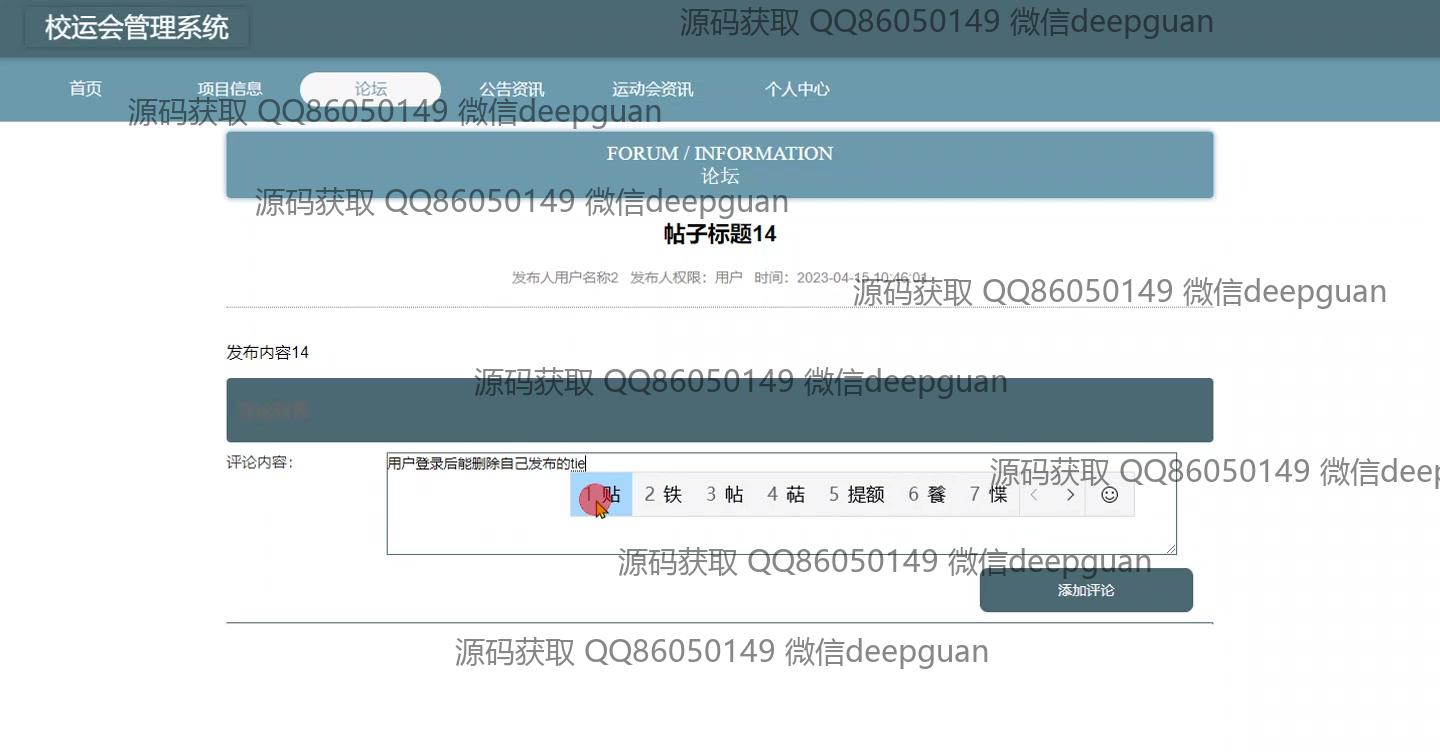 校运会管理系统
源码获取 QQ86050149 微信deepguan
首页 项目信息 论坛 公告资讯 运动会资讯 个人中心
源码获取 QQ86050149 微信deepguan
FORUM / INFORMATION
论坛
源码获取 QQ86050149 微信deepguan
帖子标题14
发布人用户名称2 发布人权限：用户 时间：2023-04-15 10:46:01
源码获取 QQ86050149 微信deepguan
发布内容14
源码获取 QQ86050149 微信deepguan
评论内容：
用户登录后能删除自己发布的tie
源码获取 QQ86050149 微信deep
1 贴 2 铁 3 帖 4 萜 5 提额 6 餮 7 惵
源码获取 QQ86050149 微信deepguan
添加评论
源码获取 QQ86050149 微信deepguan